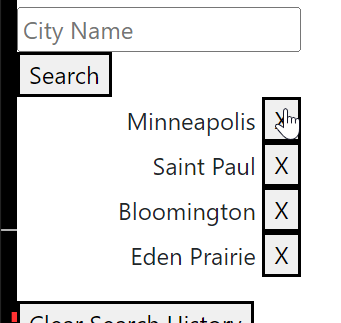 City Name
Search
Minneapolis X
Saint Paul X
Bloomington X
Eden Prairie X
Clear Search History